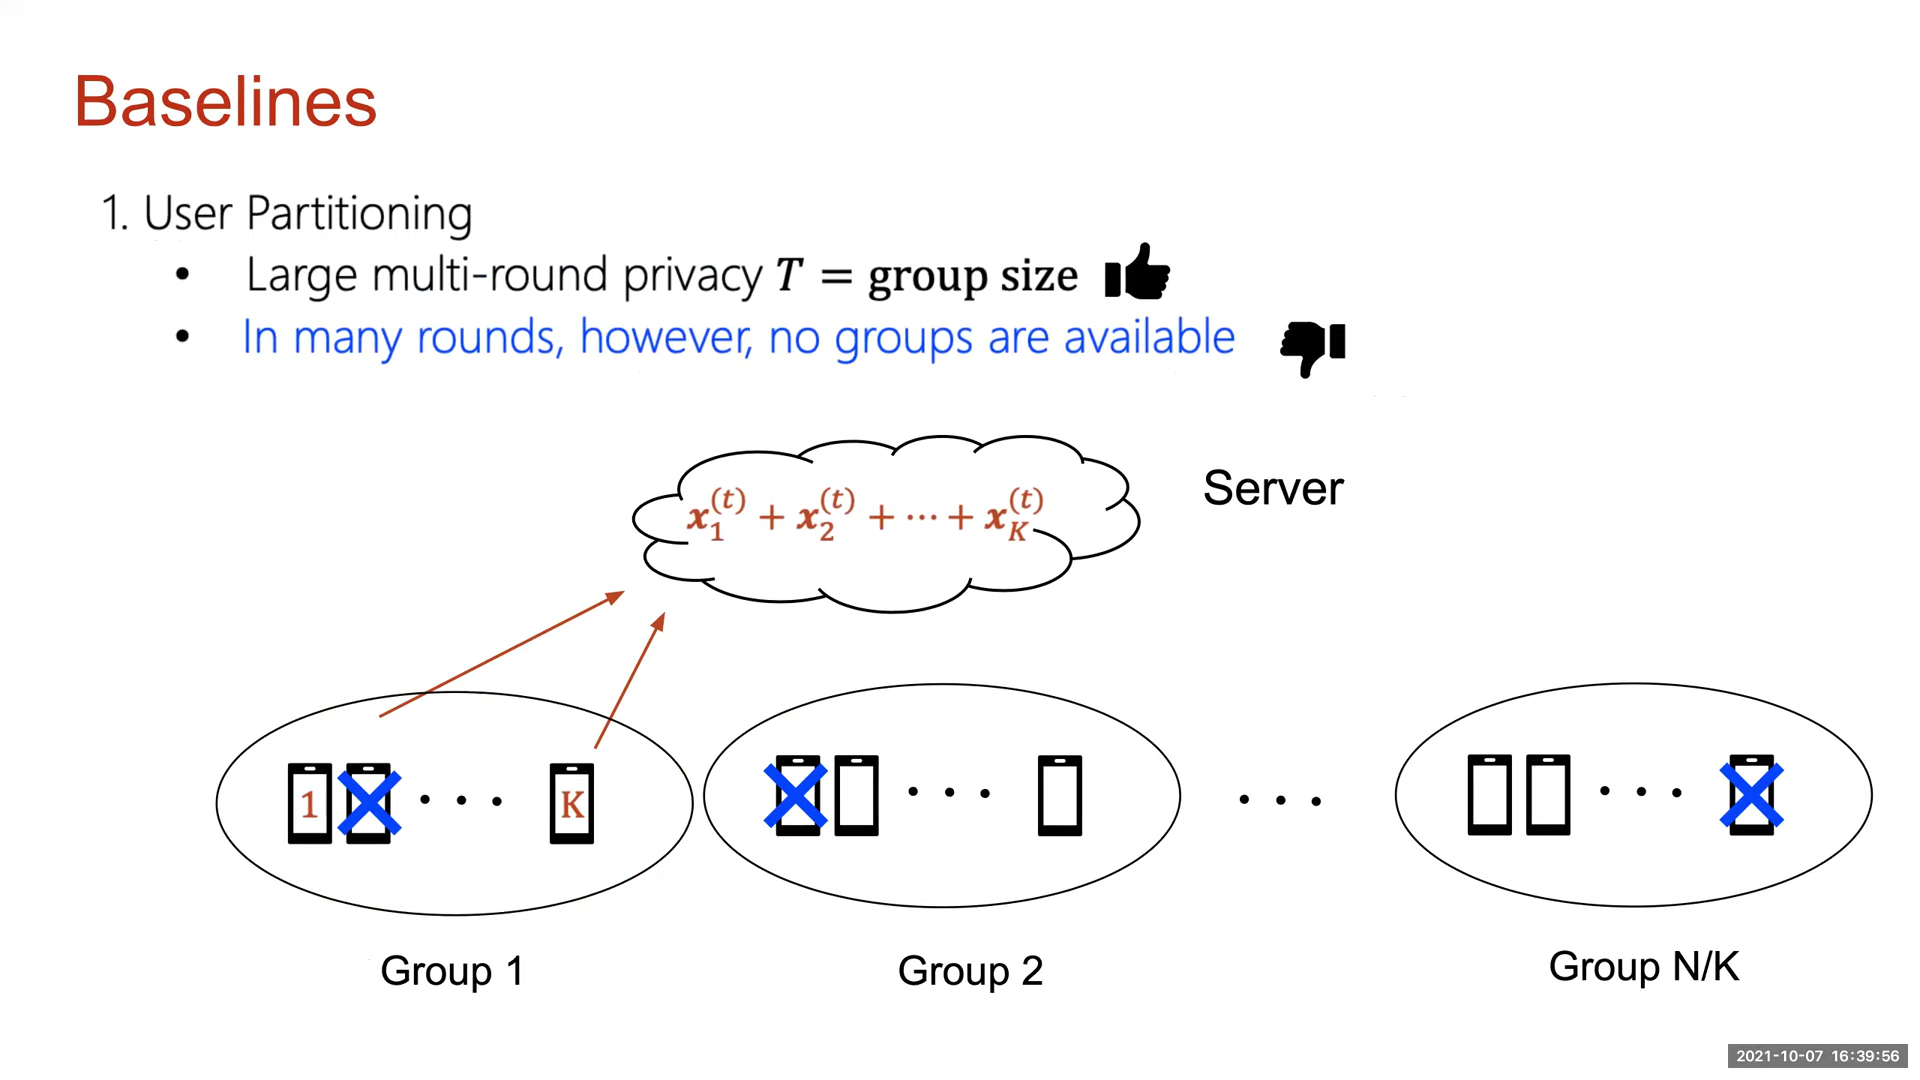 Baselines
1. User Partitioning
• Large multi-round privacy T = group size
• In many rounds, however, no groups are available
Server
x₁⁽ᵗ⁾ + x₂⁽ᵗ⁾ + ⋯ + x_K⁽ᵗ⁾
1 K
Group 1
Group 2
Group N/K
2021-10-07 16:39:56